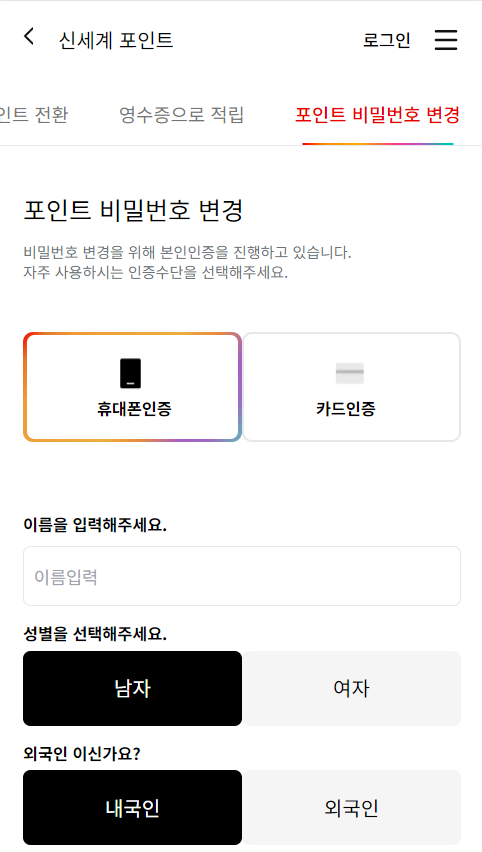 신세계 포인트
로그인
인트 전환 영수증으로 적립 포인트 비밀번호 변경
포인트 비밀번호 변경
비밀번호 변경을 위해 본인인증을 진행하고 있습니다.
자주 사용하시는 인증수단을 선택해주세요.
휴대폰인증 카드인증
이름을 입력해주세요.
이름입력
성별을 선택해주세요.
남자 여자
외국인 이신가요?
내국인 외국인